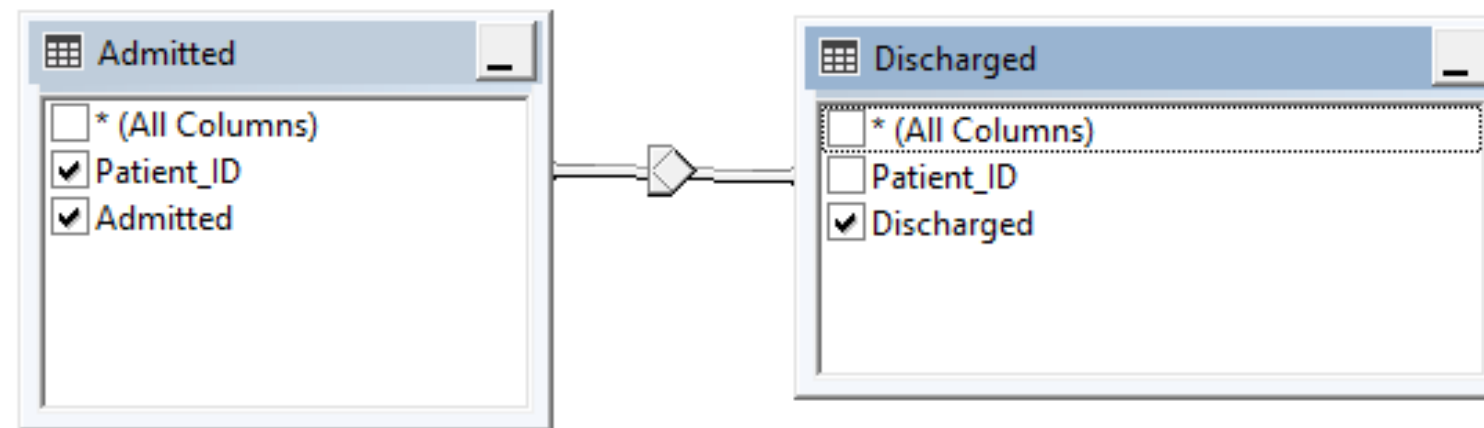 Admitted
* (All Columns)
Patient_ID
Admitted
Discharged
* (All Columns)
Patient_ID
Discharged